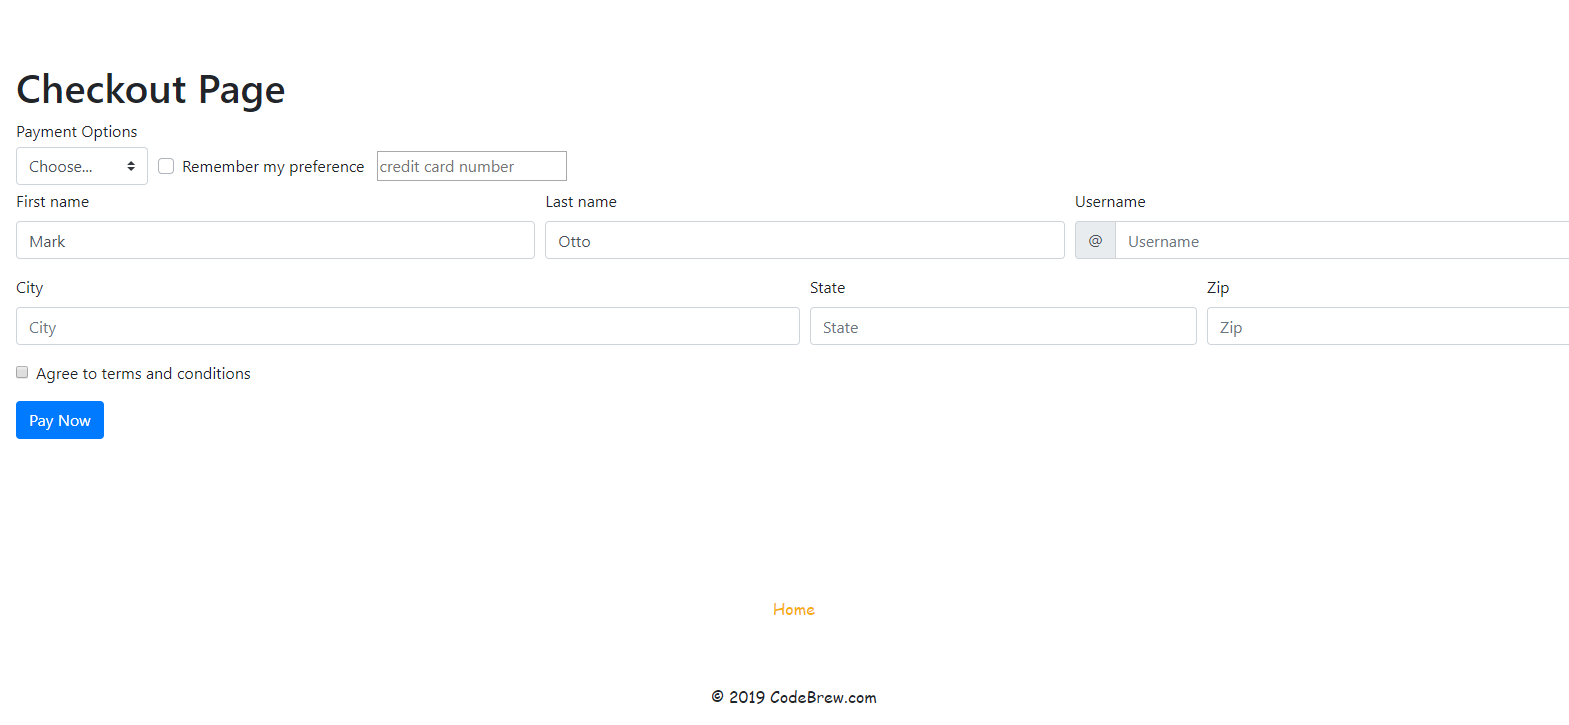 Checkout Page
Payment Options
Choose... Remember my preference credit card number
First name Last name Username
Mark Otto @ Username
City State Zip
City State Zip
Agree to terms and conditions
Pay Now
Home
© 2019 CodeBrew.com